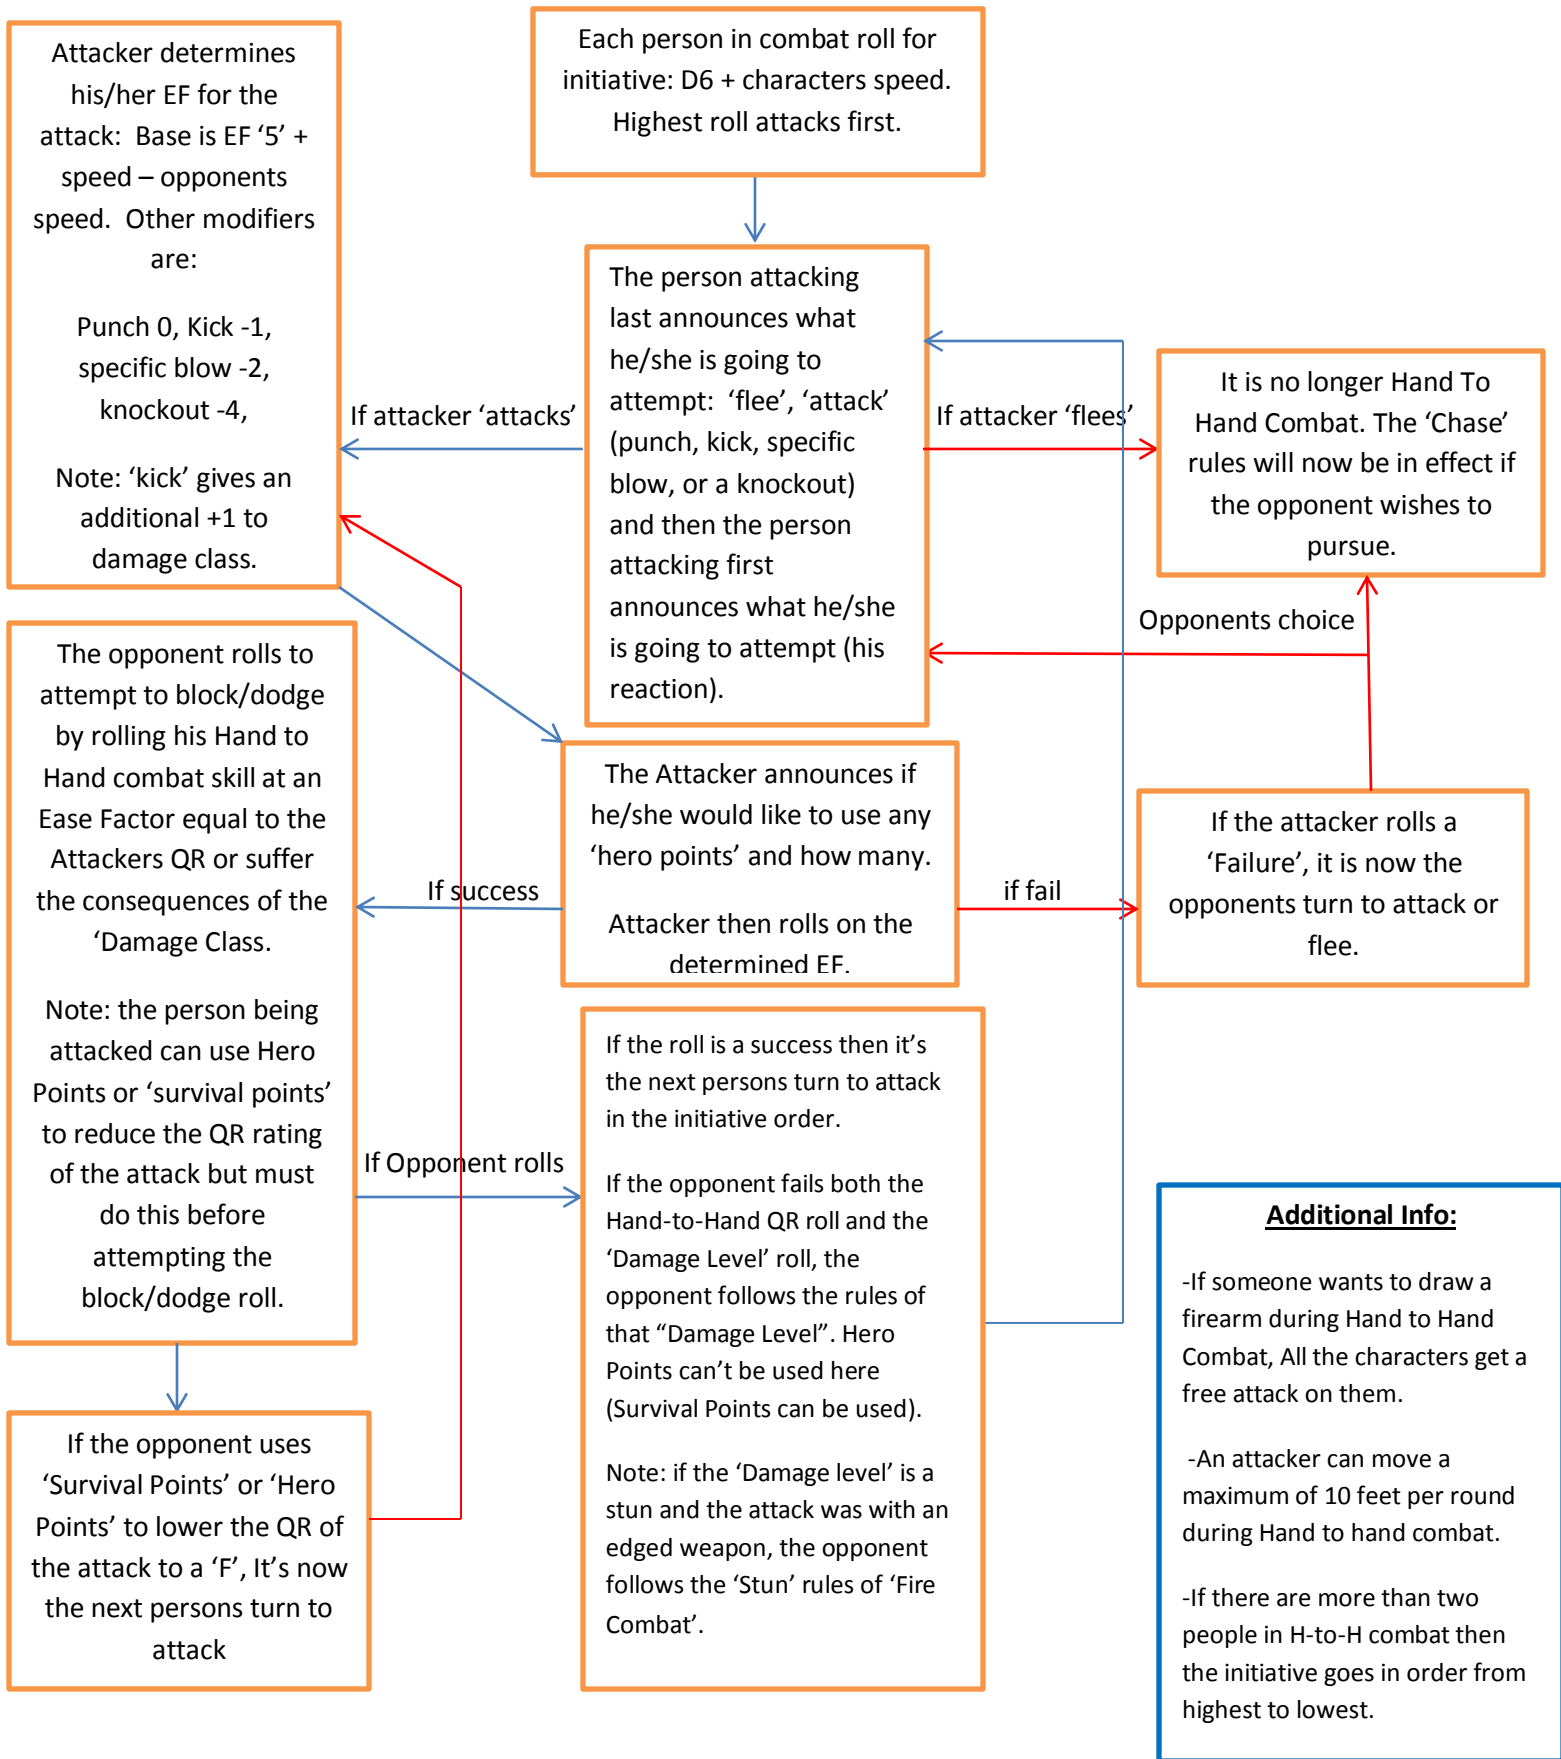 Each person in combat roll for
initiative: D6 + characters speed.
Highest roll attacks first.
Attacker determines
his/her EF for the
attack:  Base is EF ‘5’ +
speed – opponents
speed.  Other modifiers
are:
Punch 0, Kick -1,
specific blow -2,
knockout -4,
Note: ‘kick’ gives an
additional +1 to
damage class.
If attacker ‘attacks’
The person attacking
last announces what
he/she is going to
attempt:  ‘flee’, ‘attack’
(punch, kick, specific
blow, or a knockout)
and then the person
attacking first
announces what he/she
is going to attempt (his
reaction).
If attacker ‘flees’
It is no longer Hand To
Hand Combat. The ‘Chase’
rules will now be in effect if
the opponent wishes to
pursue.
Opponents choice
The opponent rolls to
attempt to block/dodge
by rolling his Hand to
Hand combat skill at an
Ease Factor equal to the
Attackers QR or suffer
the consequences of the
‘Damage Class.
Note: the person being
attacked can use Hero
Points or ‘survival points’
to reduce the QR rating
of the attack but must
do this before
attempting the
block/dodge roll.
If success
The Attacker announces if
he/she would like to use any
‘hero points’ and how many.
Attacker then rolls on the
determined EF.
if fail
If the attacker rolls a
‘Failure’, it is now the
opponents turn to attack or
flee.
If Opponent rolls
If the roll is a success then it’s
the next persons turn to attack
in the initiative order.
If the opponent fails both the
Hand-to-Hand QR roll and the
‘Damage Level’ roll, the
opponent follows the rules of
that “Damage Level”. Hero
Points can’t be used here
(Survival Points can be used).
Note: if the ‘Damage level’ is a
stun and the attack was with an
edged weapon, the opponent
follows the ‘Stun’ rules of ‘Fire
Combat’.
If the opponent uses
‘Survival Points’ or ‘Hero
Points’ to lower the QR of
the attack to a ‘F’, It’s now
the next persons turn to
attack
Additional Info:
-If someone wants to draw a
firearm during Hand to Hand
Combat, All the characters get a
free attack on them.
-An attacker can move a
maximum of 10 feet per round
during Hand to hand combat.
-If there are more than two
people in H-to-H combat then
the initiative goes in order from
highest to lowest.